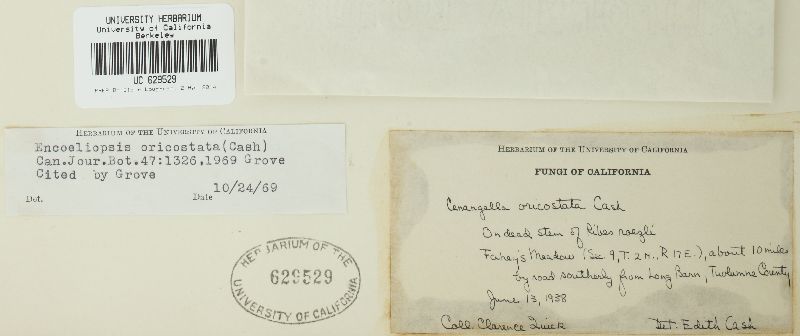 UNIVERSITY HERBARIUM
University of California
Berkeley
UC 629529
HERBARIUM OF THE UNIVERSITY OF CALIFORNIA
Encoeliopsis oricostata(Cash)
Can.Jour.Bot.47:1326,1969 Grove
Cited by Grove
10/24/69
Det. Date
HERBARIUM OF THE
629529
UNIVERSITY OF CALIFORNIA
HERBARIUM OF THE UNIVERSITY OF CALIFORNIA
FUNGI OF CALIFORNIA
Cenangella oricostata Cash
On dead stem of Ribes roezli
Fahey's Meadow (Sec. 9, T. 2 N., R 17 E.), about 10 miles
by road southerly from Long Barn, Tuolumne County,
June 13, 1938
Coll. Clarence Quick Det. Edith Cash